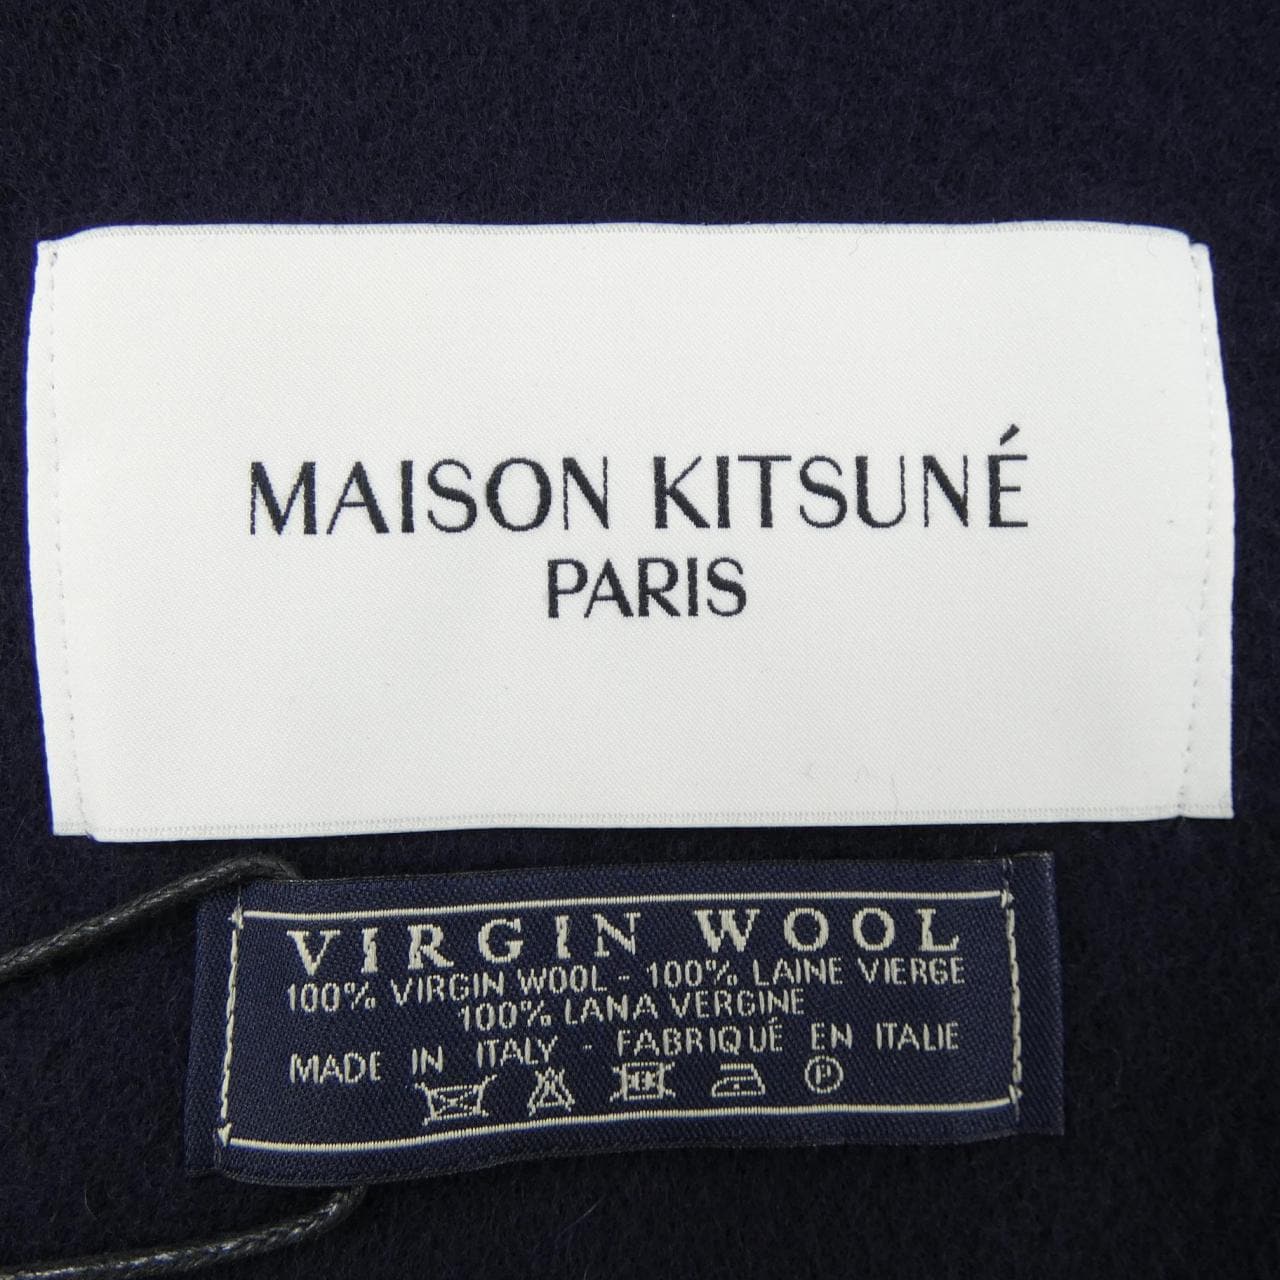 MAISON KITSUNÉ
PARIS
VIRGIN WOOL
100% VIRGIN WOOL - 100% LAINE VIERGE
100% LANA VERGINE
MADE IN ITALY - FABRIQUÉ EN ITALIE
P